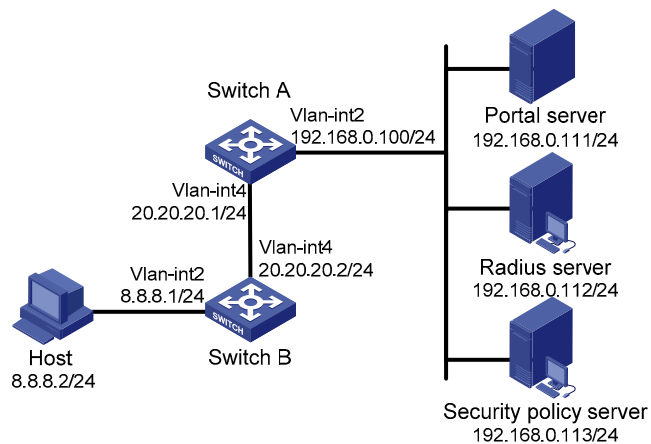 Switch A
Vlan-int2
192.168.0.100/24
SWITCH
Vlan-int4
20.20.20.1/24
Vlan-int4
20.20.20.2/24
Vlan-int2
8.8.8.1/24
SWITCH
Switch B
Host
8.8.8.2/24
Portal server
192.168.0.111/24
Radius server
192.168.0.112/24
Security policy server
192.168.0.113/24